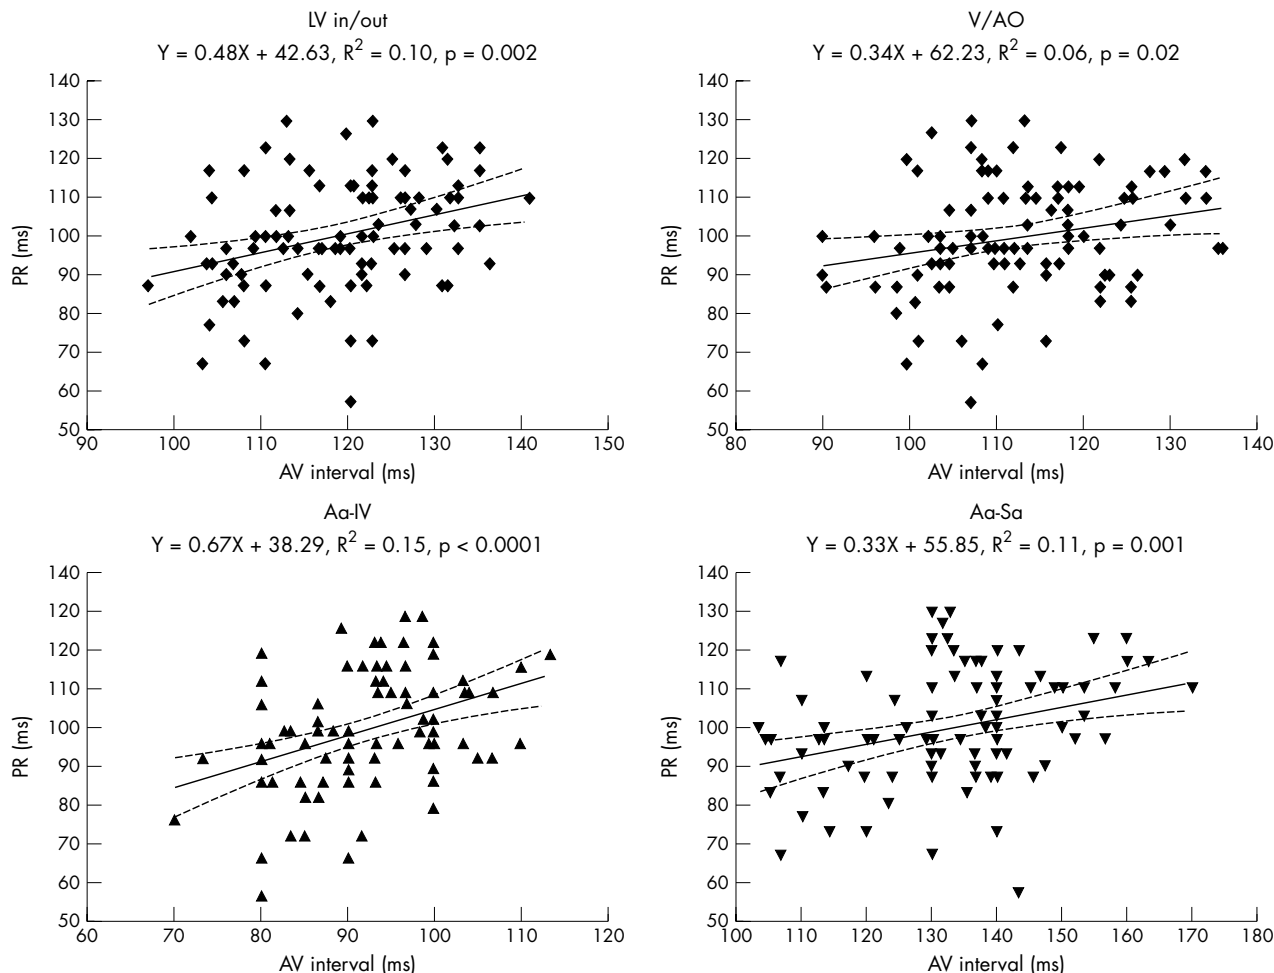 LV in/out
Y = 0.48X + 42.63, R² = 0.10, p = 0.002
140
130
120
110
100
90
80
70
60
50
PR (ms)
90 100 110 120 130 140 150
AV interval (ms)
V/AO
Y = 0.34X + 62.23, R² = 0.06, p = 0.02
140
130
120
110
100
90
80
70
60
50
PR (ms)
80 90 100 110 120 130 140
AV interval (ms)
Aa-IV
Y = 0.67X + 38.29, R² = 0.15, p < 0.0001
140
130
120
110
100
90
80
70
60
50
PR (ms)
60 70 80 90 100 110 120
AV interval (ms)
Aa-Sa
Y = 0.33X + 55.85, R² = 0.11, p = 0.001
140
130
120
110
100
90
80
70
60
50
PR (ms)
100 110 120 130 140 150 160 170 180
AV interval (ms)